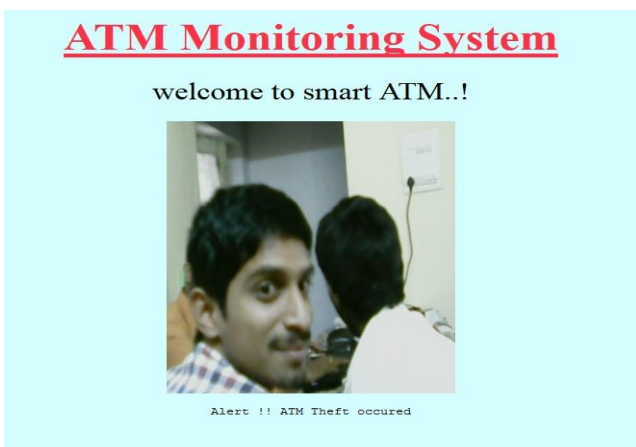 ATM Monitoring System
welcome to smart ATM..!
Alert !! ATM Theft occured